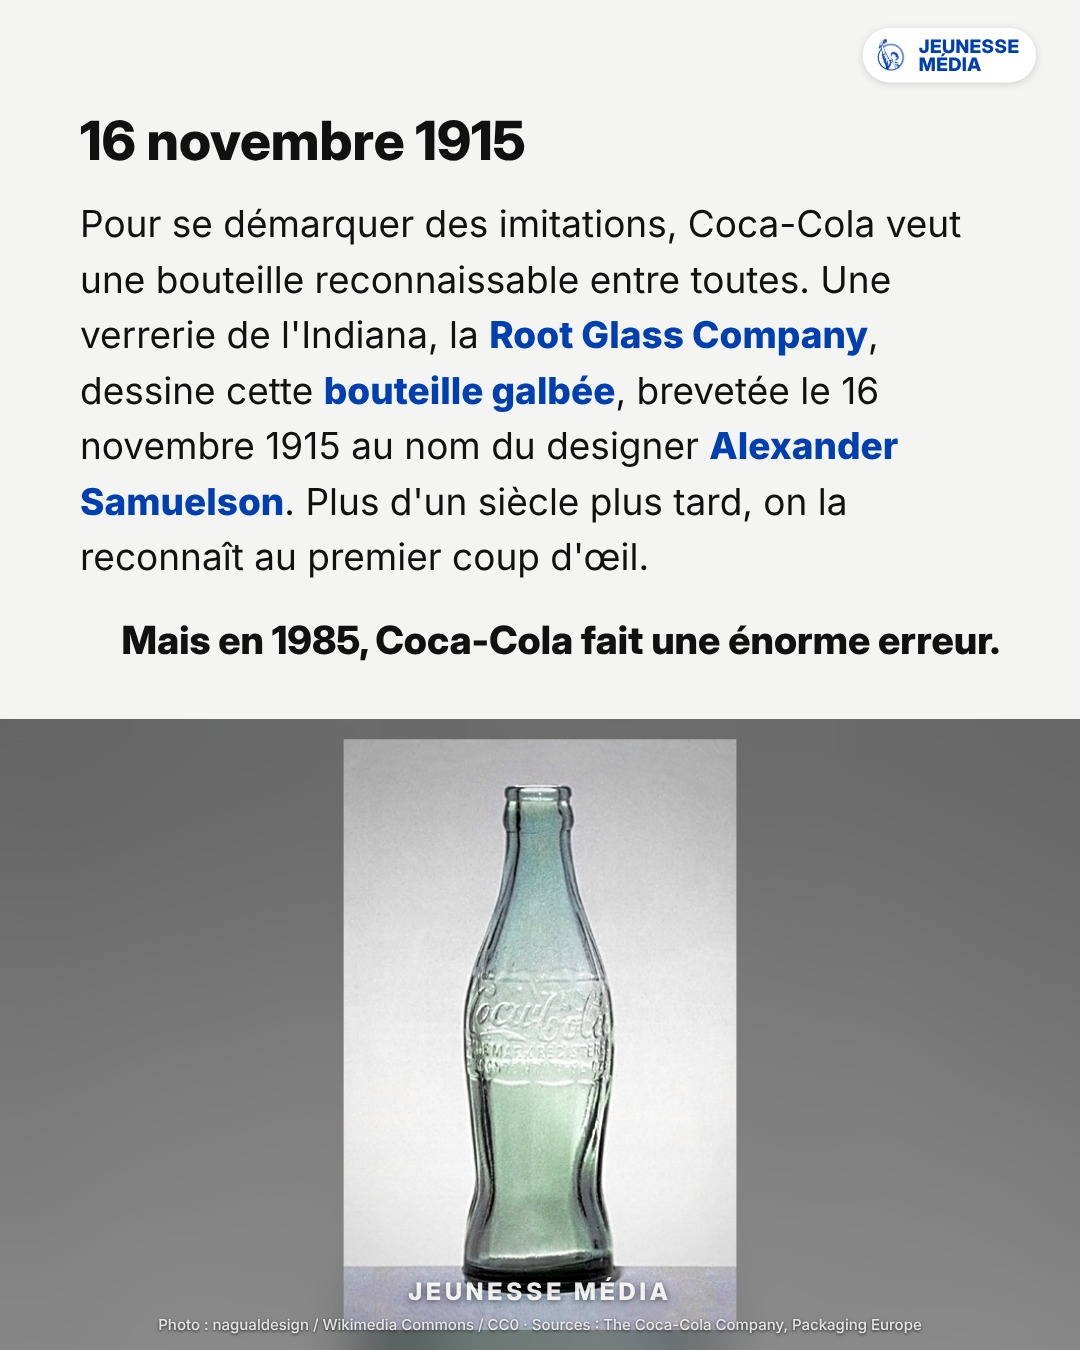 JEUNESSE
MÉDIA
16 novembre 1915
Pour se démarquer des imitations, Coca-Cola veut
une bouteille reconnaissable entre toutes. Une
verrerie de l'Indiana, la Root Glass Company,
dessine cette bouteille galbée, brevetée le 16
novembre 1915 au nom du designer Alexander
Samuelson. Plus d'un siècle plus tard, on la
reconnaît au premier coup d'œil.
Mais en 1985, Coca-Cola fait une énorme erreur.
Coca-Cola
JEUNESSE MÉDIA
Photo : nagualdesign / Wikimedia Commons / CC0 · Sources : The Coca-Cola Company, Packaging Europe